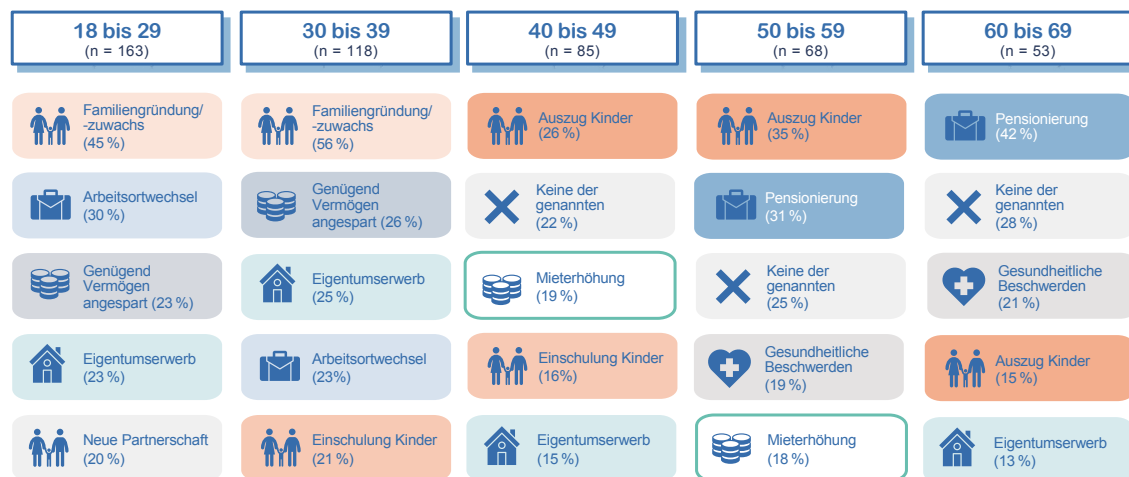 18 bis 29
(n = 163)
30 bis 39
(n = 118)
40 bis 49
(n = 85)
50 bis 59
(n = 68)
60 bis 69
(n = 53)
Familiengründung/
-zuwachs
(45 %)
Familiengründung/
-zuwachs
(56 %)
Auszug Kinder
(26 %)
Auszug Kinder
(35 %)
Pensionierung
(42 %)
Arbeitsortwechsel
(30 %)
Genügend
Vermögen
angespart (26 %)
Keine der
genannten
(22 %)
Pensionierung
(31 %)
Keine der
genannten
(28 %)
Genügend
Vermögen
angespart (23 %)
Eigentumserwerb
(25 %)
Mieterhöhung
(19 %)
Keine der
genannten
(25 %)
Gesundheitliche
Beschwerden
(21 %)
Eigentumserwerb
(23 %)
Arbeitsortwechsel
(23%)
Einschulung Kinder
(16%)
Gesundheitliche
Beschwerden
(19 %)
Auszug Kinder
(15 %)
Neue Partnerschaft
(20 %)
Einschulung Kinder
(21 %)
Eigentumserwerb
(15 %)
Mieterhöhung
(18 %)
Eigentumserwerb
(13 %)